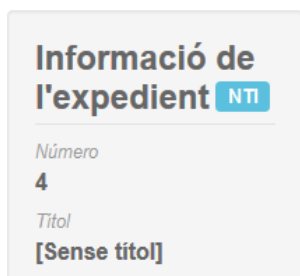 Informació de
l'expedient NTI
Número
4
Títol
[Sense títol]